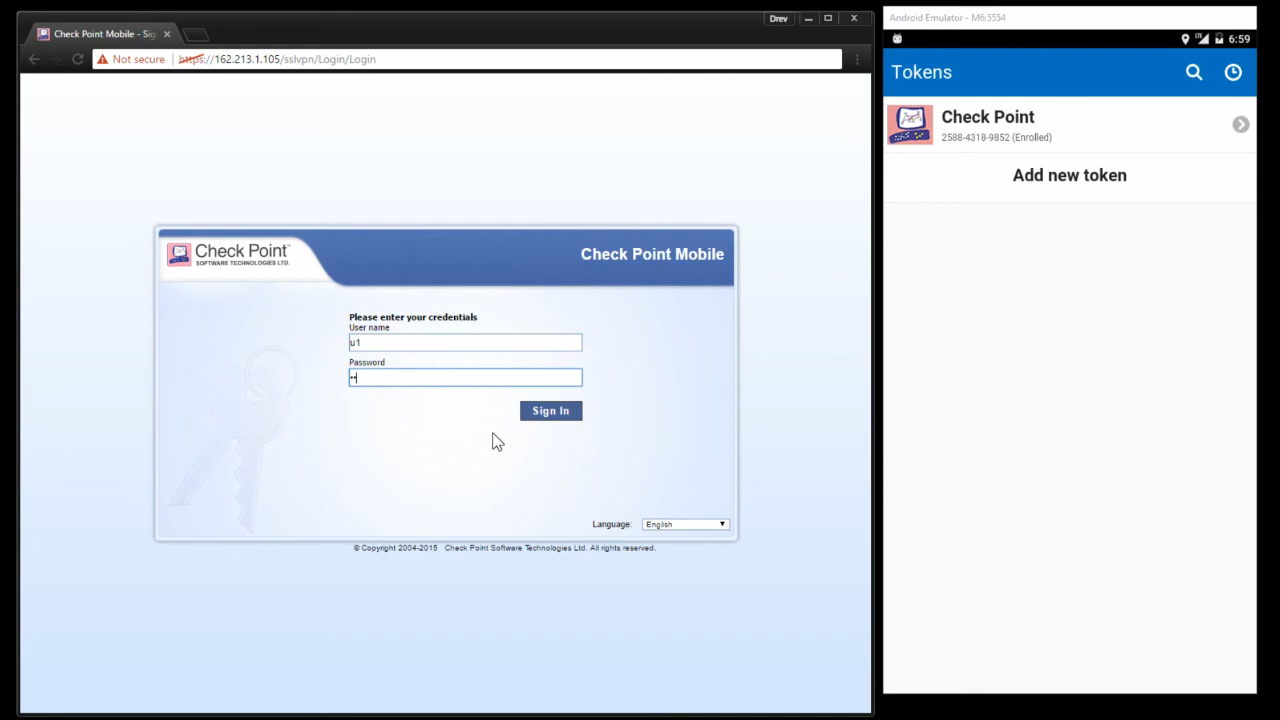 Drev
Check Point Mobile - Sig
Not secure
https://162.213.1.105/sslvpn/Login/Login
Check Point™
SOFTWARE TECHNOLOGIES LTD.
Check Point Mobile
Please enter your credentials
User name
u1
Password
••
Sign In
Language:
English
© Copyright 2004-2015 Check Point Software Technologies Ltd. All rights reserved.
Android Emulator - M6:5554
LTE
6:59
Tokens
Check Point
2588-4318-9852 (Enrolled)
Add new token